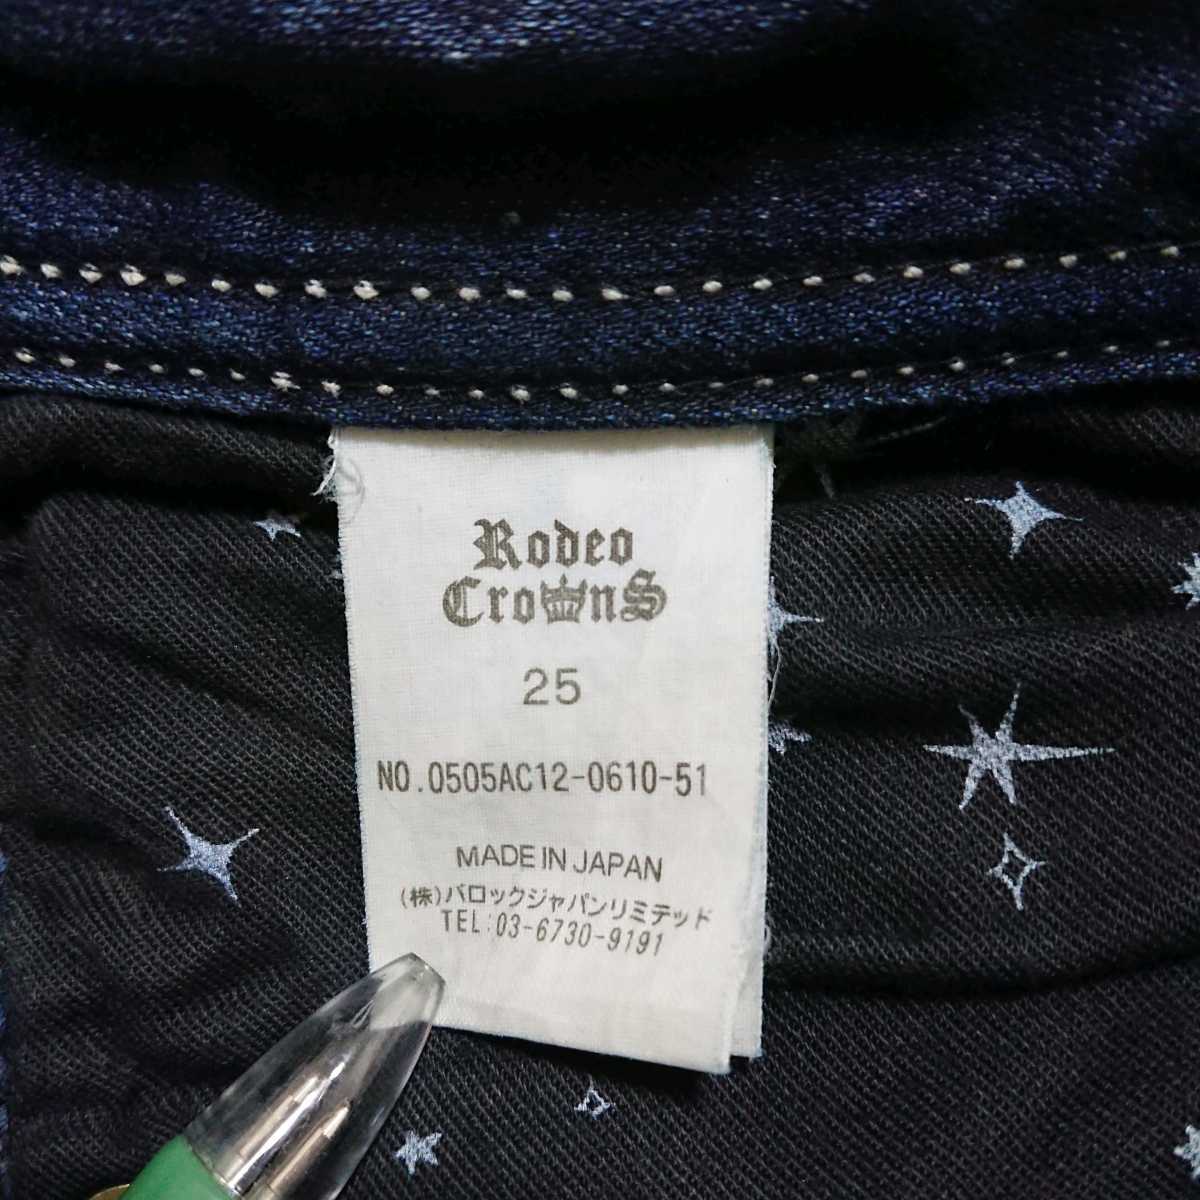 Rodeo
Crowns
25
NO.0505AC12-0610-51
MADE IN JAPAN
(株)バロックジャパンリミテッド
TEL:03-6730-9191